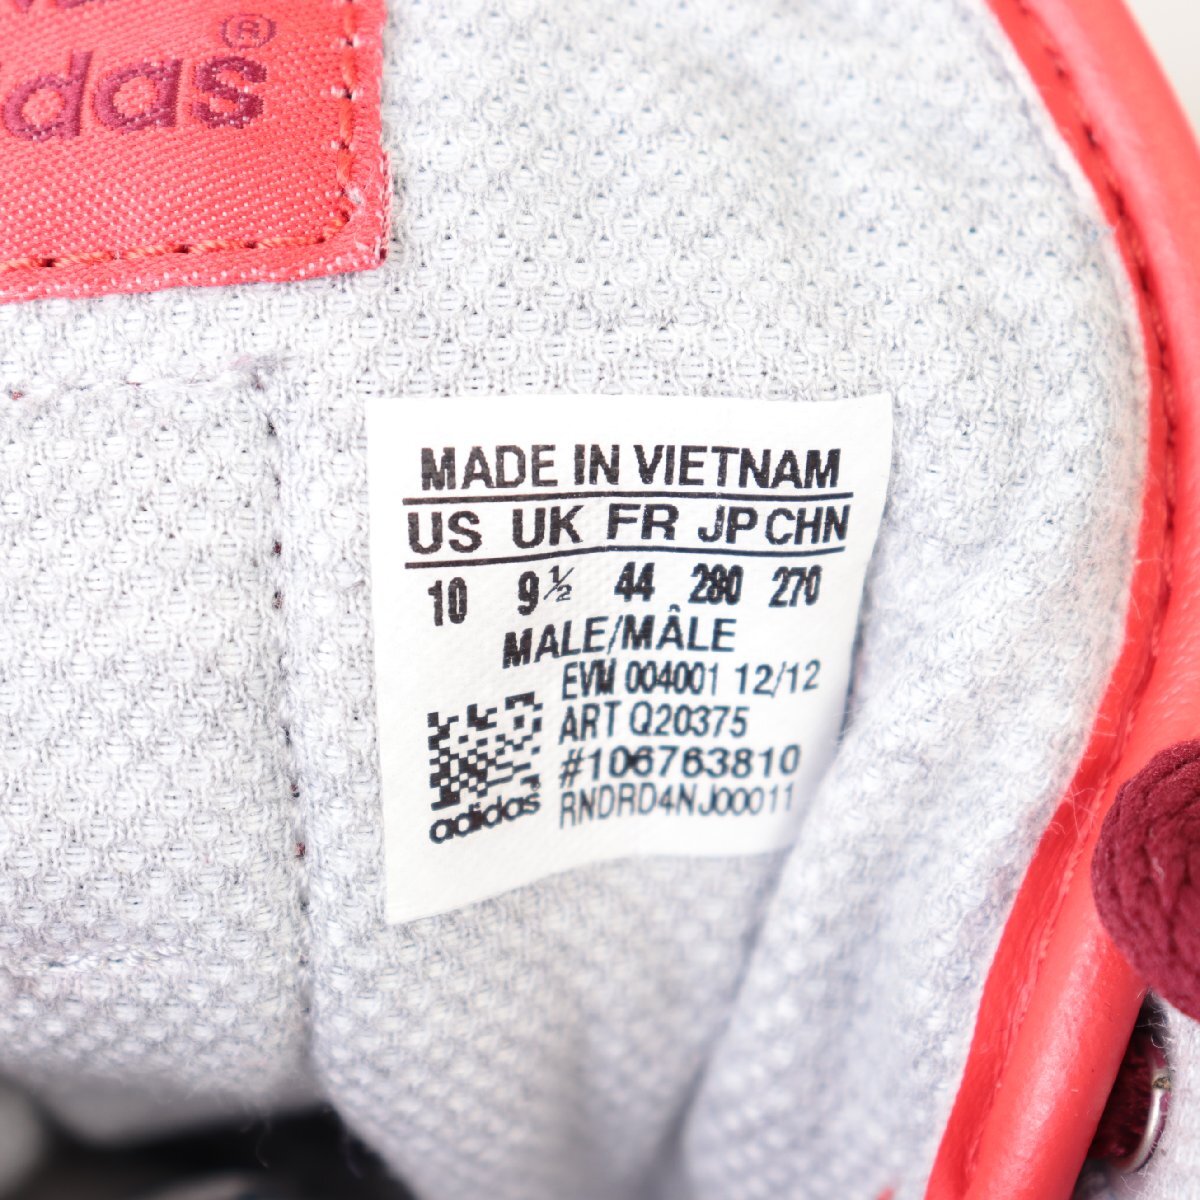 das®
MADE IN VIETNAM
US UK FR JP CHN
10 9½ 44 280 270
MALE/MÂLE
EVM 004001 12/12
ART Q20375
#106763810
RNDRD4NJ00011
adidas